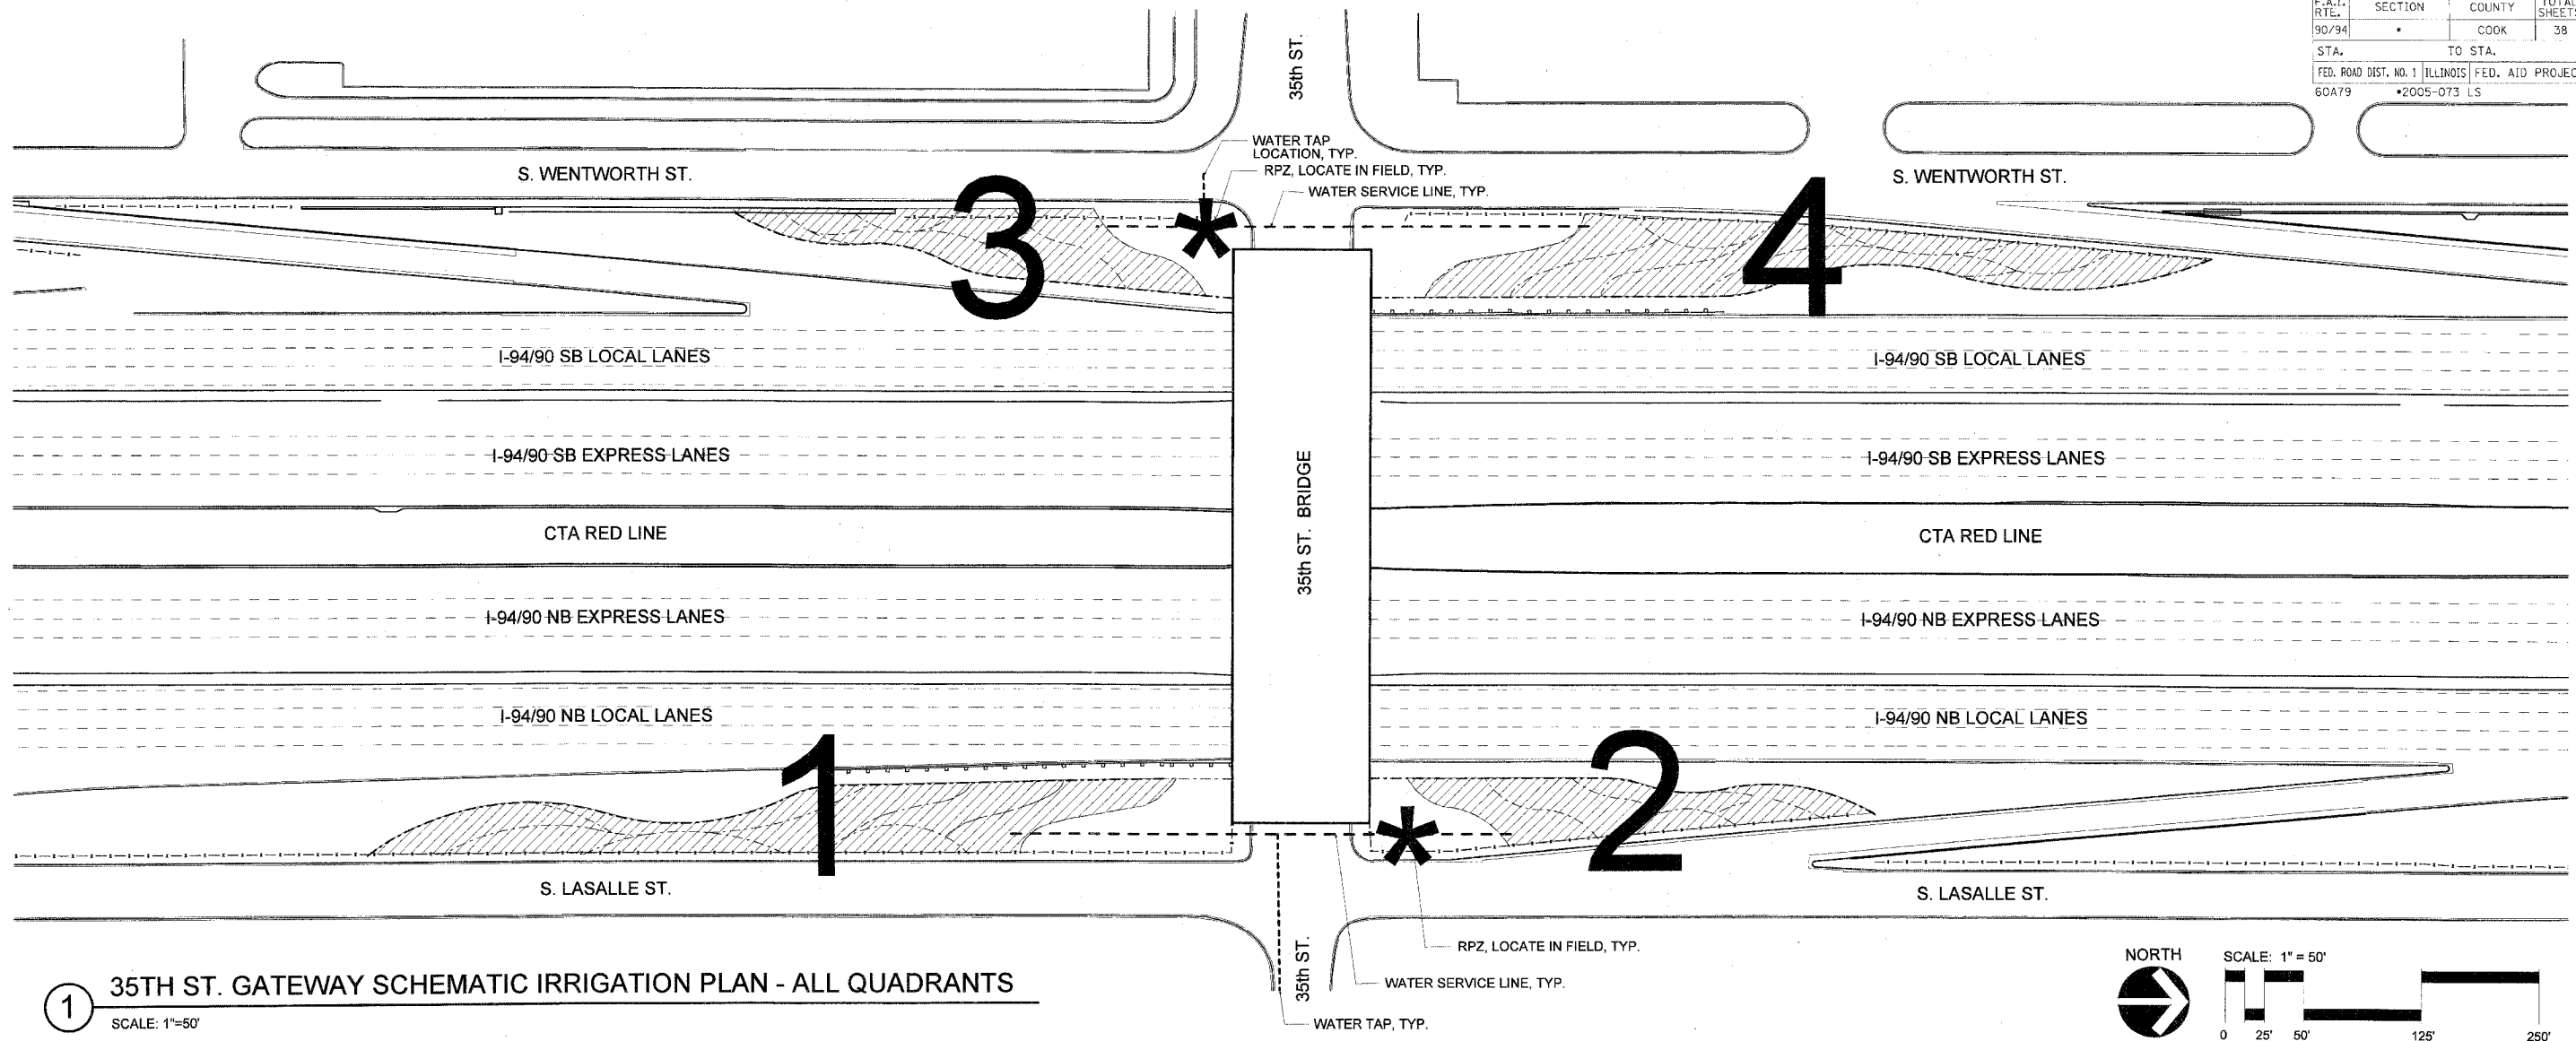 F.A.I. RTE. SECTION COUNTY TOTAL SHEETS
90/94 • COOK 38
STA. TO STA.
FED. ROAD DIST. NO. 1 ILLINOIS FED. AID PROJEC
60A79 •2005-073 LS
35th ST.
WATER TAP
LOCATION, TYP.
RPZ, LOCATE IN FIELD, TYP.
WATER SERVICE LINE, TYP.
S. WENTWORTH ST.
S. WENTWORTH ST.
3
*
4
I-94/90 SB LOCAL LANES
I-94/90 SB LOCAL LANES
I-94/90 SB EXPRESS LANES
I-94/90 SB EXPRESS LANES
35th ST. BRIDGE
CTA RED LINE
CTA RED LINE
I-94/90 NB EXPRESS LANES
I-94/90 NB EXPRESS LANES
I-94/90 NB LOCAL LANES
I-94/90 NB LOCAL LANES
1
2
*
S. LASALLE ST.
S. LASALLE ST.
35th ST.
RPZ, LOCATE IN FIELD, TYP.
WATER SERVICE LINE, TYP.
WATER TAP, TYP.
1 35TH ST. GATEWAY SCHEMATIC IRRIGATION PLAN - ALL QUADRANTS
SCALE: 1"=50'
NORTH
SCALE: 1" = 50'
0 25' 50' 125' 250'